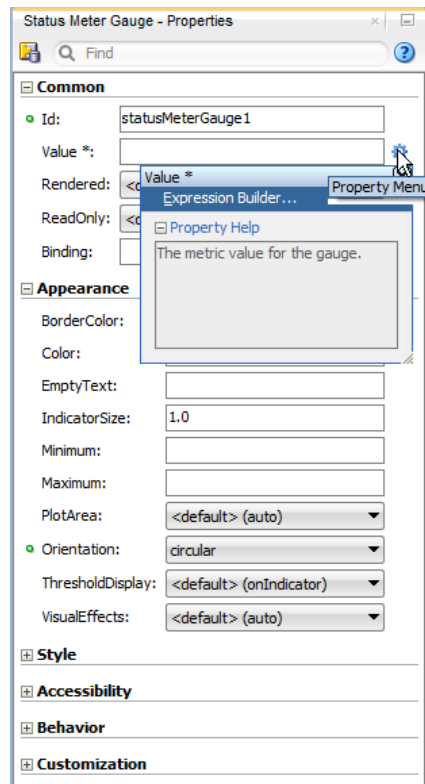 Status Meter Gauge - Properties
Find
Common
Id: statusMeterGauge1
Value *:
Value *
Rendered:
Expression Builder...
Property Menu
ReadOnly:
Property Help
Binding:
The metric value for the gauge.
Appearance
BorderColor:
Color:
EmptyText:
IndicatorSize: 1.0
Minimum:
Maximum:
PlotArea: <default> (auto)
Orientation: circular
ThresholdDisplay: <default> (onIndicator)
VisualEffects: <default> (auto)
Style
Accessibility
Behavior
Customization